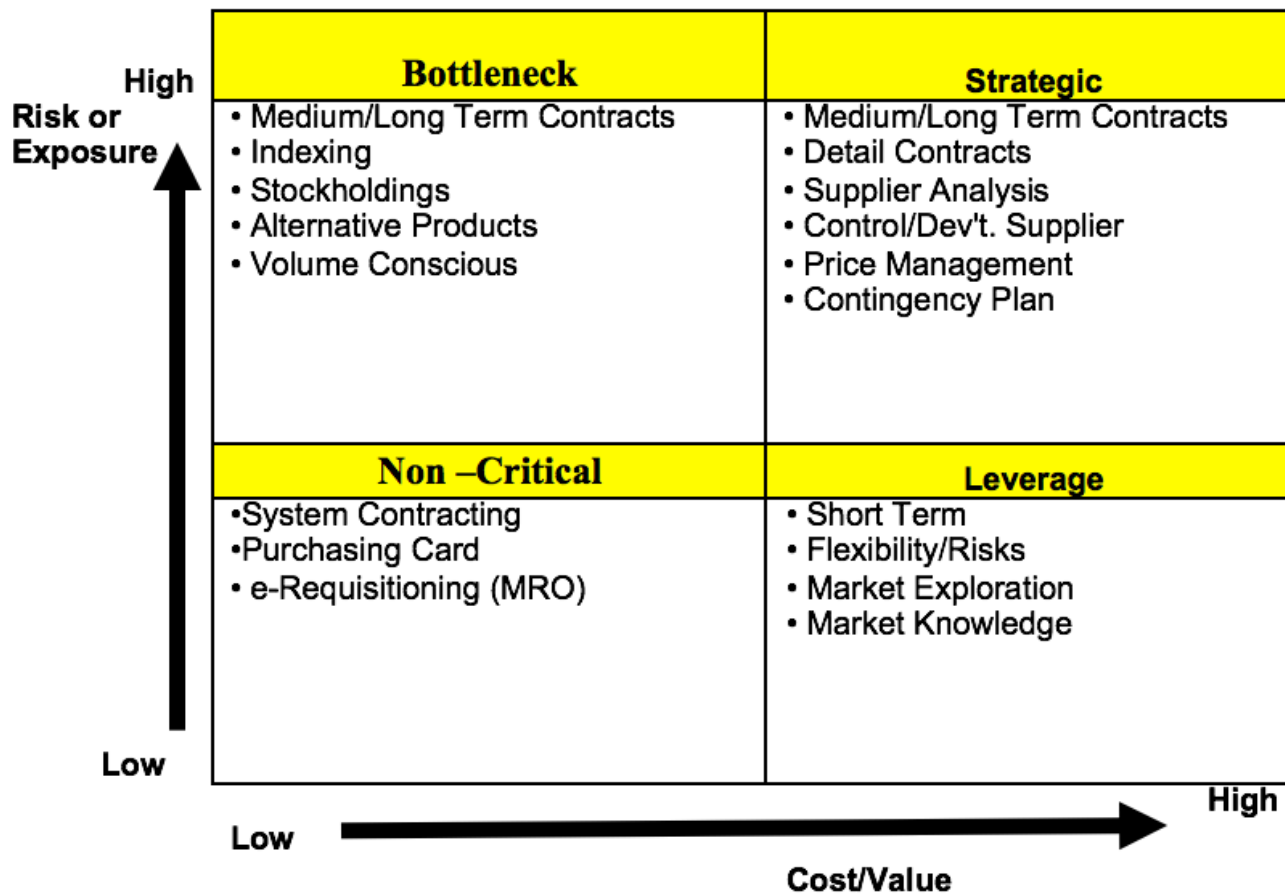 High
Risk or
Exposure
Low
Bottleneck
• Medium/Long Term Contracts
• Indexing
• Stockholdings
• Alternative Products
• Volume Conscious
Strategic
• Medium/Long Term Contracts
• Detail Contracts
• Supplier Analysis
• Control/Dev't. Supplier
• Price Management
• Contingency Plan
Non –Critical
•System Contracting
•Purchasing Card
• e-Requisitioning (MRO)
Leverage
• Short Term
• Flexibility/Risks
• Market Exploration
• Market Knowledge
Low
High
Cost/Value